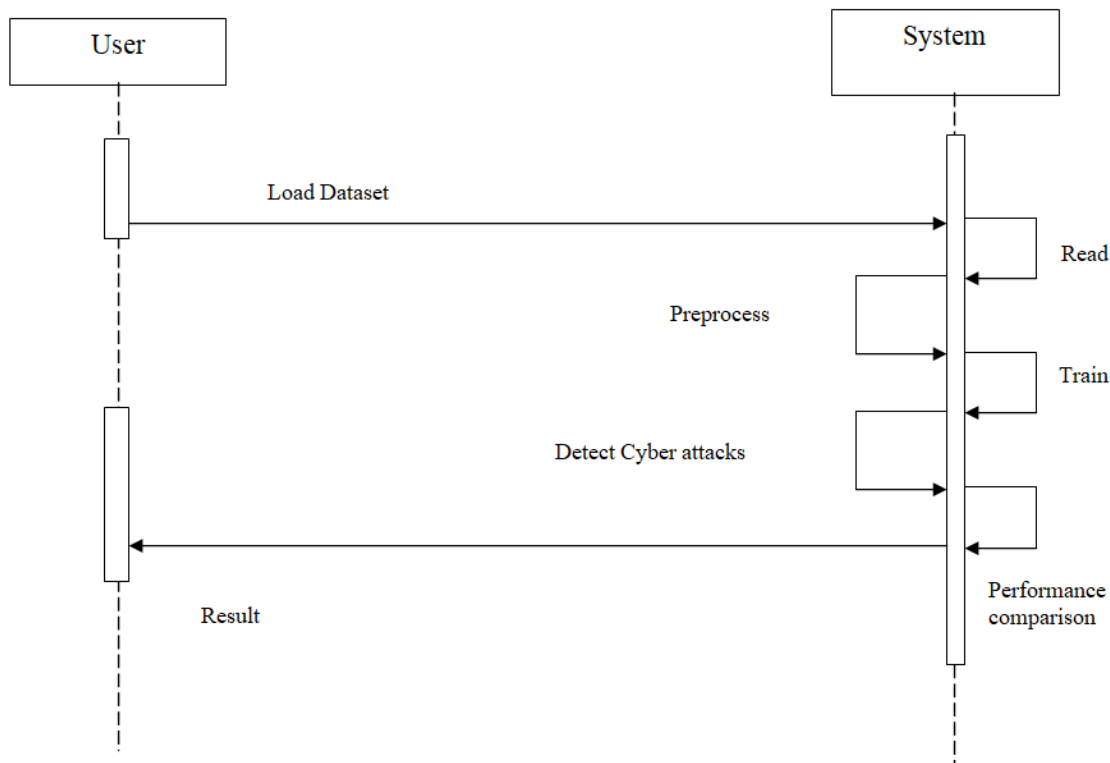 User
System
Load Dataset
Read
Preprocess
Train
Detect Cyber attacks
Performance
comparison
Result